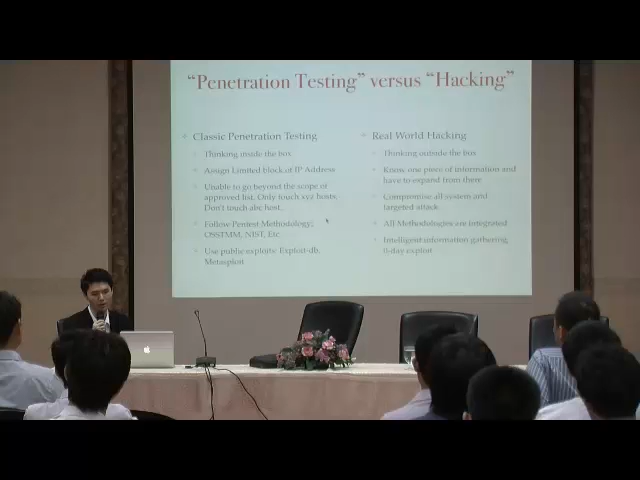 “Penetration Testing” versus “Hacking”
Classic Penetration Testing
Thinking inside the box
Assign Limited block of IP Address
Unable to go beyond the scope of
approved list. Only touch xyz hosts,
Don't touch abc host.
Follow Pentest Methodology:
OSSTMM, NIST, Etc
Use public exploits: Exploit-db,
Metasploit
Real World Hacking
Thinking outside the box
Know one piece of information and
have to expand from there
Compromise all system and
targeted attack
All Methodologies are integrated
Intelligent information gathering,
0-day exploit